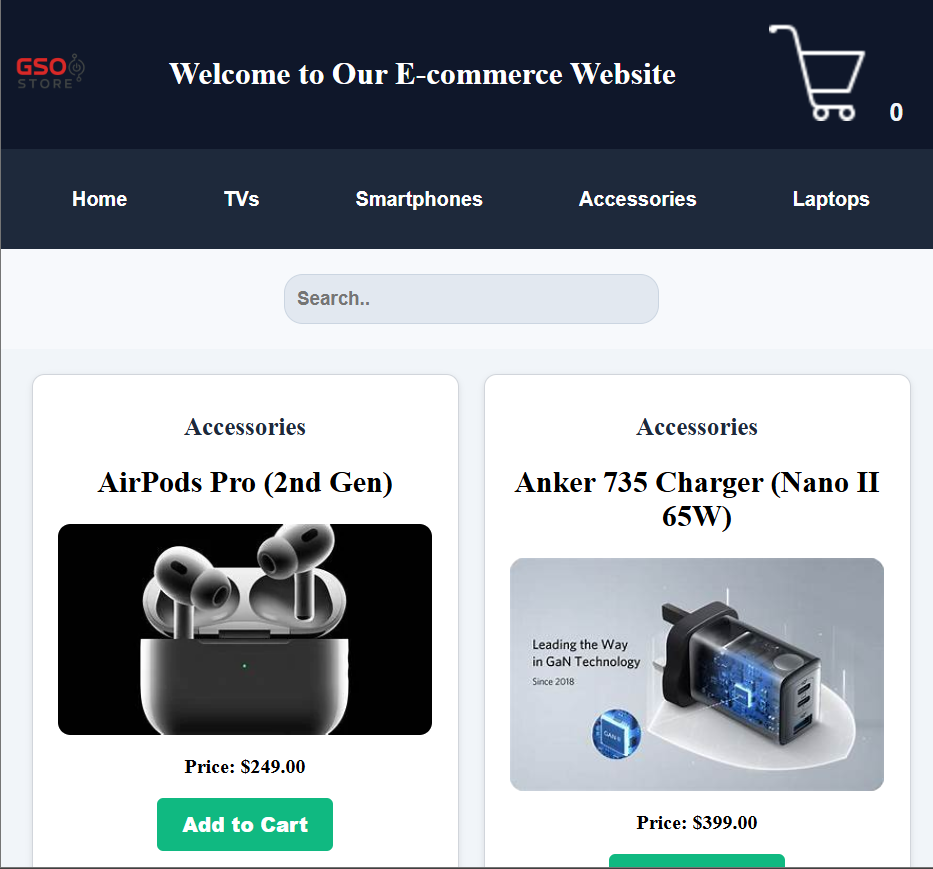 GSO
STORE
Welcome to Our E-commerce Website
0
Home TVs Smartphones Accessories Laptops
Search..
Accessories
AirPods Pro (2nd Gen)
Price: $249.00
Add to Cart
Accessories
Anker 735 Charger (Nano II
65W)
Leading the Way
in GaN Technology
Since 2018
GAN II
Price: $399.00